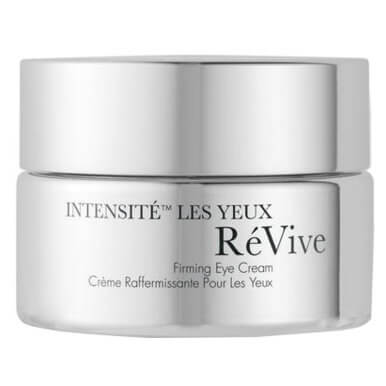 INTENSITÉ™ LES YEUX
RéVive
Firming Eye Cream
Crème Raffermissante Pour Les Yeux